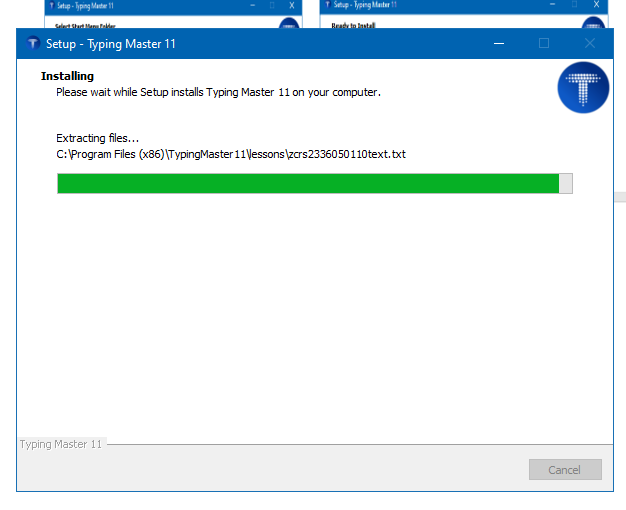 Setup - Typing Master 11
Setup - Typing Master 11
Select Start Menu Folder
Ready to Install
Setup - Typing Master 11
Installing
Please wait while Setup installs Typing Master 11 on your computer.
Extracting files...
C:\Program Files (x86)\TypingMaster11\lessons\zcrs2336050110text.txt
Typing Master 11
Cancel